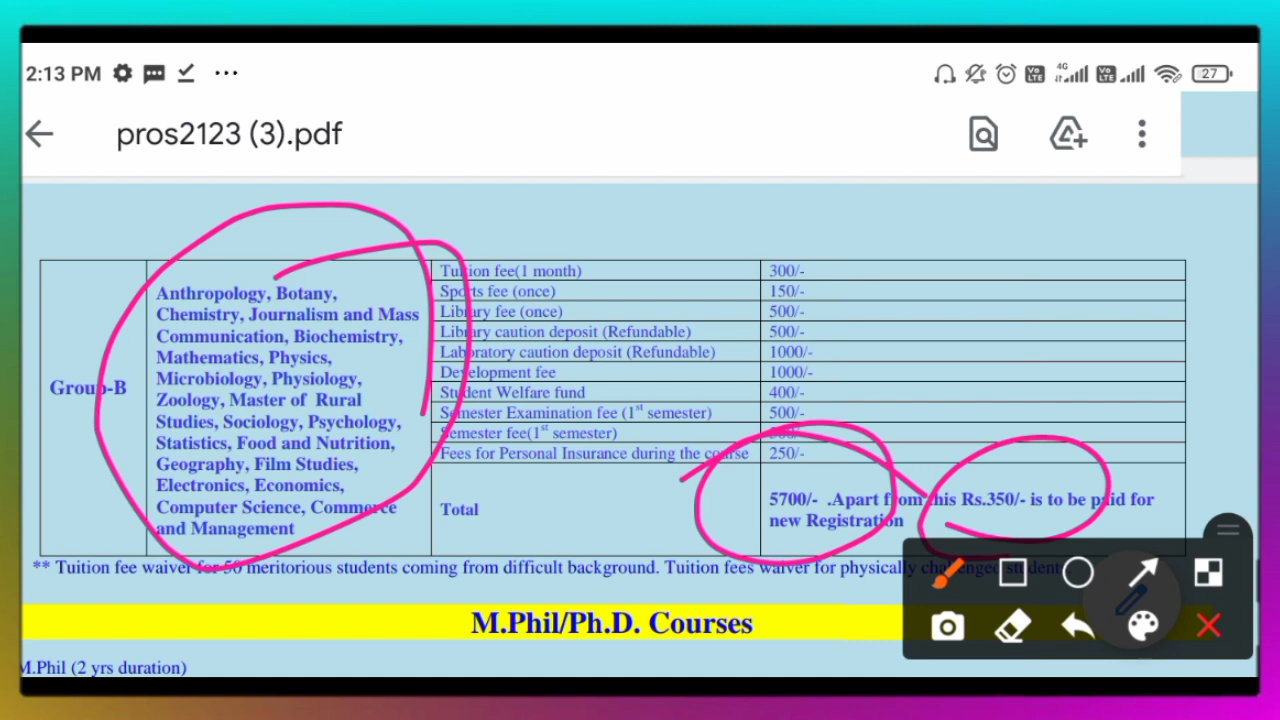 2:13 PM ...
4G Vo LTE Vo LTE 27
pros2123 (3).pdf
Group-B
Anthropology, Botany,
Chemistry, Journalism and Mass
Communication, Biochemistry,
Mathematics, Physics,
Microbiology, Physiology,
Zoology, Master of Rural
Studies, Sociology, Psychology,
Statistics, Food and Nutrition,
Geography, Film Studies,
Electronics, Economics,
Computer Science, Commerce
and Management
Tuition fee(1 month) 300/-
Sports fee (once) 150/-
Library fee (once) 500/-
Library caution deposit (Refundable) 500/-
Laboratory caution deposit (Refundable) 1000/-
Development fee 1000/-
Student Welfare fund 400/-
Semester Examination fee (1st semester) 500/-
Semester fee(1st semester)
Fees for Personal Insurance during the course 250/-
Total
5700/- .Apart from this Rs.350/- is to be paid for
new Registration
** Tuition fee waiver for 50 meritorious students coming from difficult background. Tuition fees waiver for physically challenged students
M.Phil/Ph.D. Courses
M.Phil (2 yrs duration)